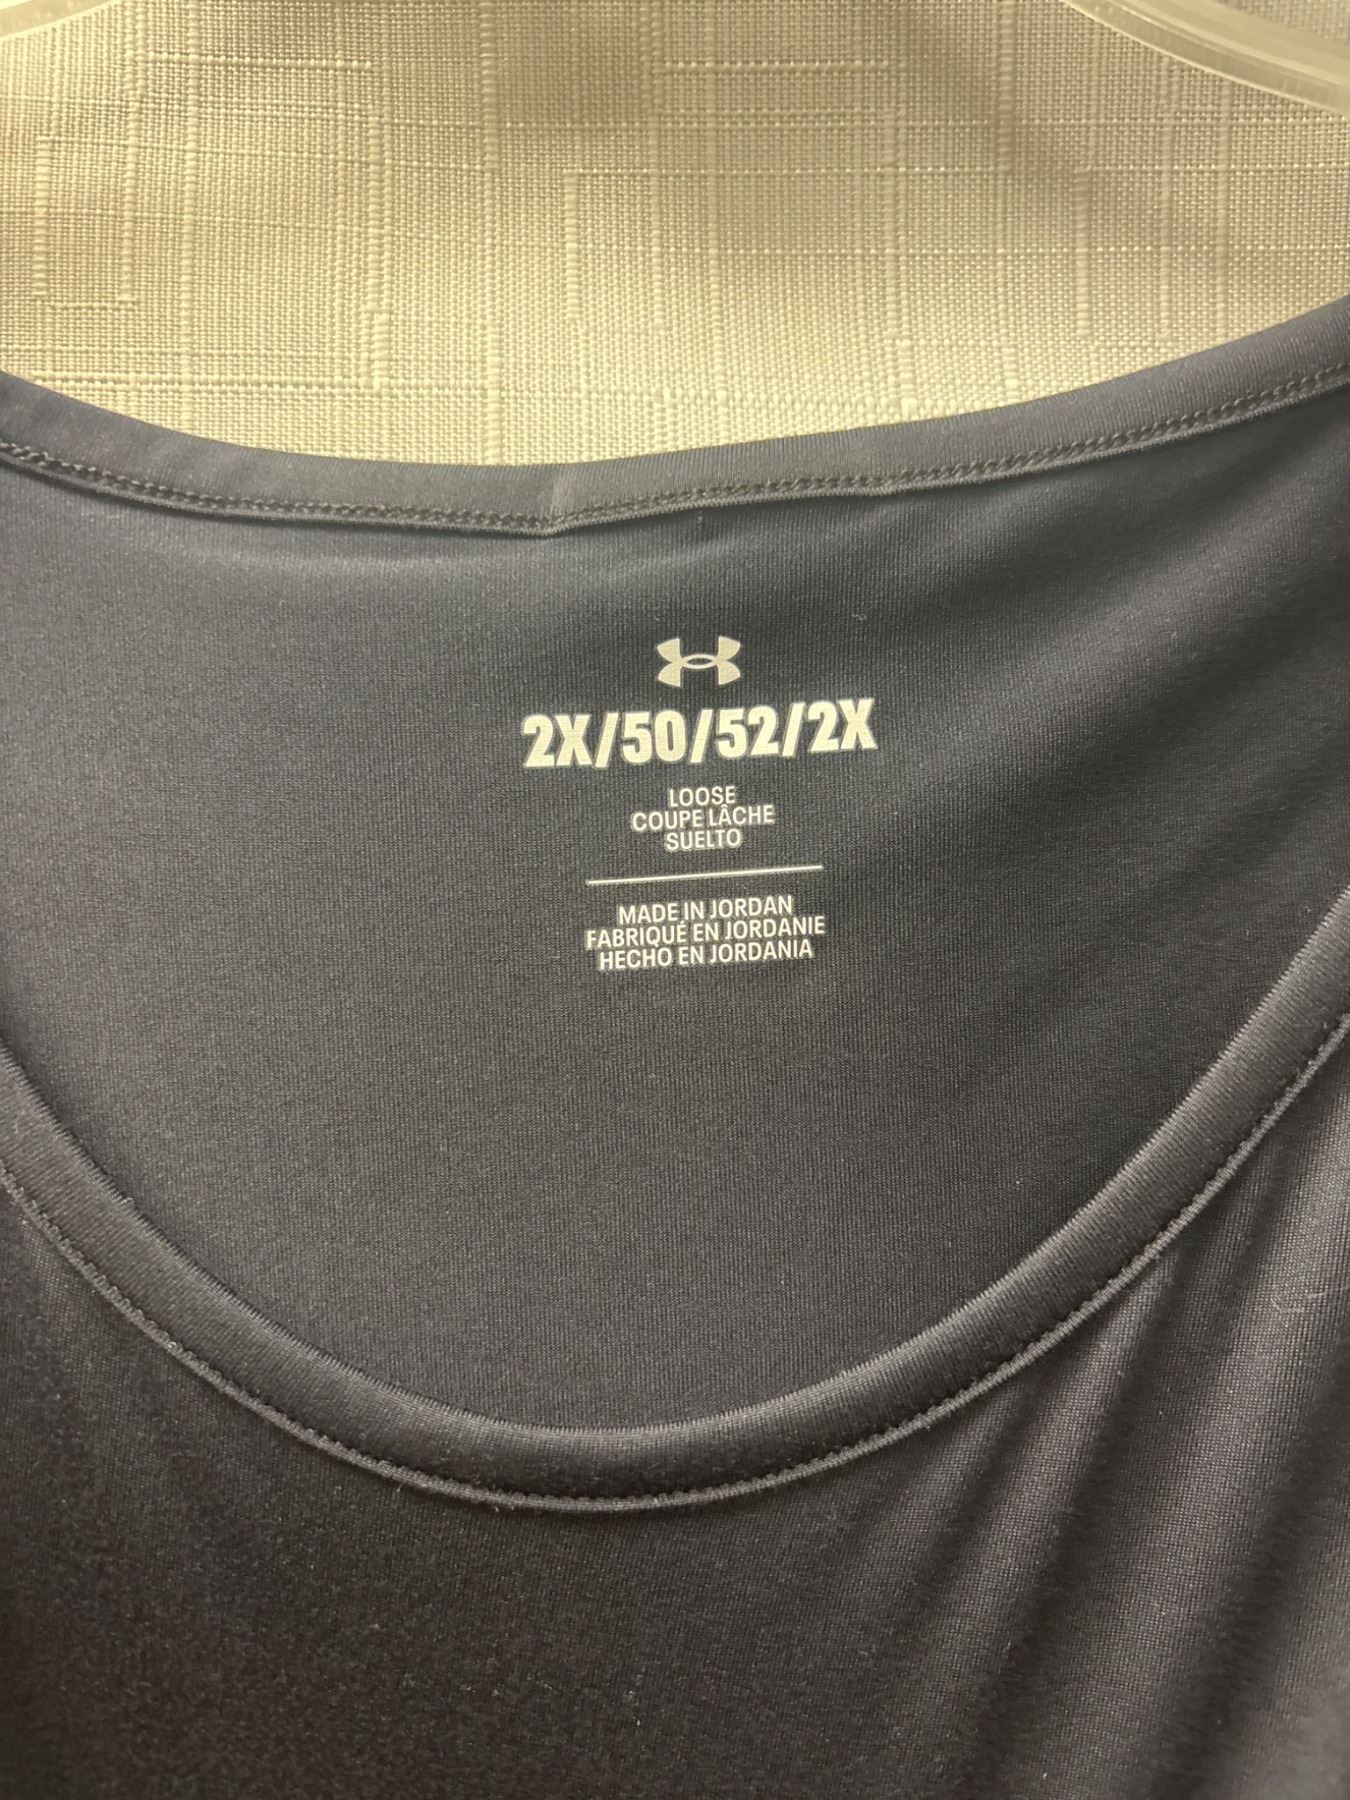 2X/50/52/2X
LOOSE
COUPE LÂCHE
SUELTO
MADE IN JORDAN
FABRIQUÉ EN JORDANIE
HECHO EN JORDANIA